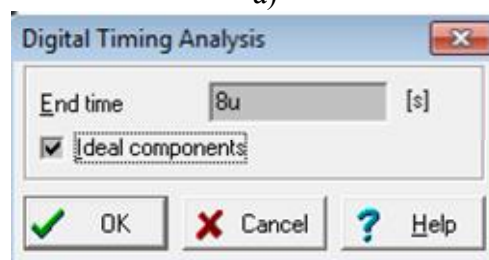 a)
Digital Timing Analysis
End time 8u [s]
Ideal components
OK Cancel ? Help